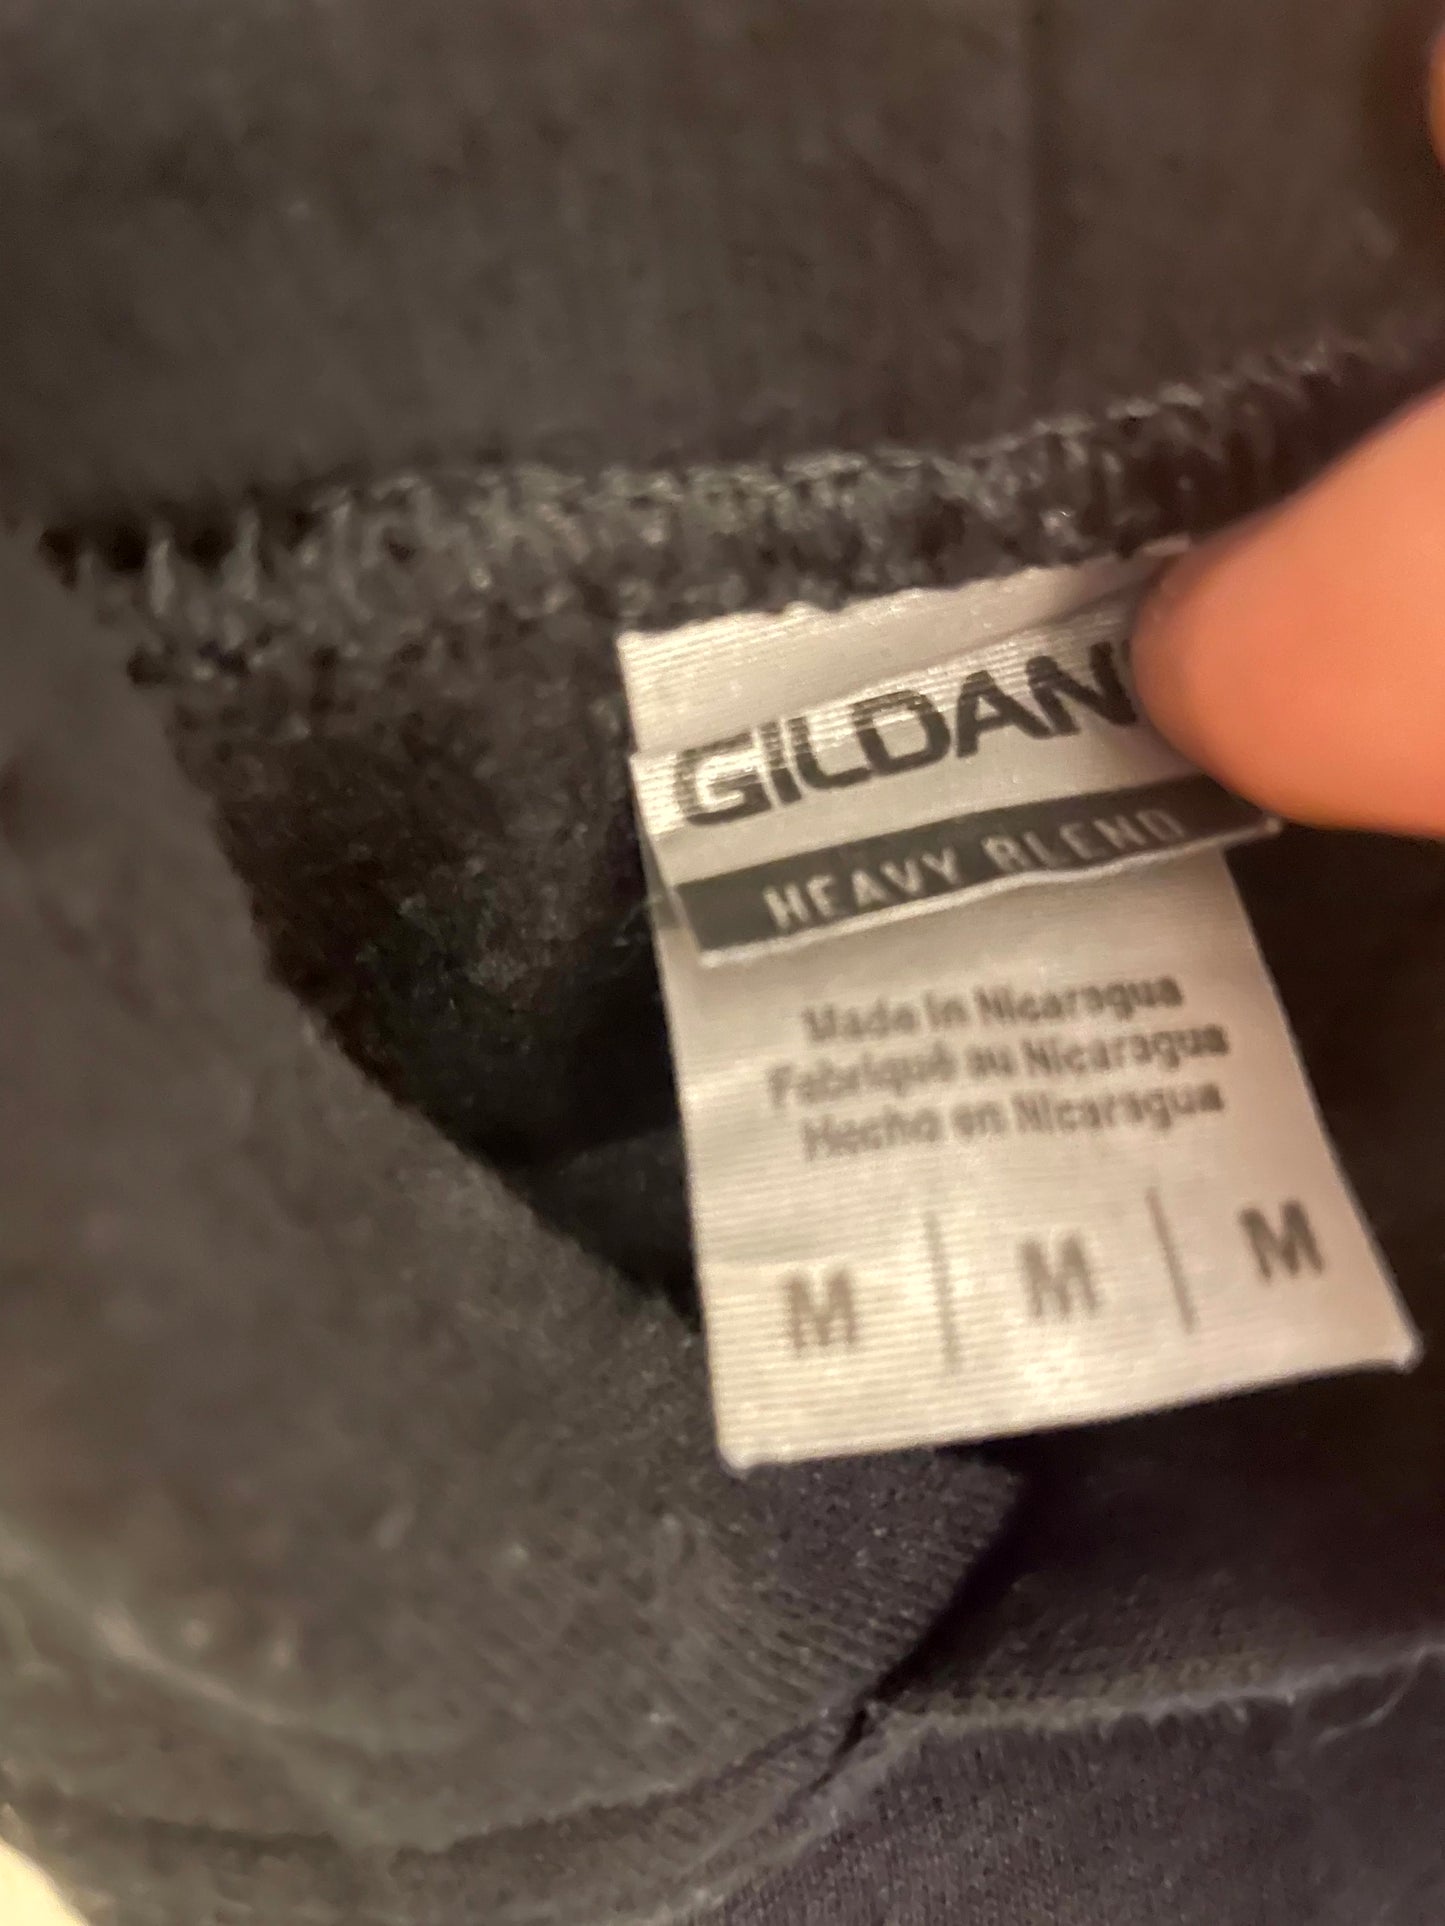 GILDAN
HEAVY BLEND
Made in Nicaragua
Fabriqué au Nicaragua
Hecho en Nicaragua
M | M | M